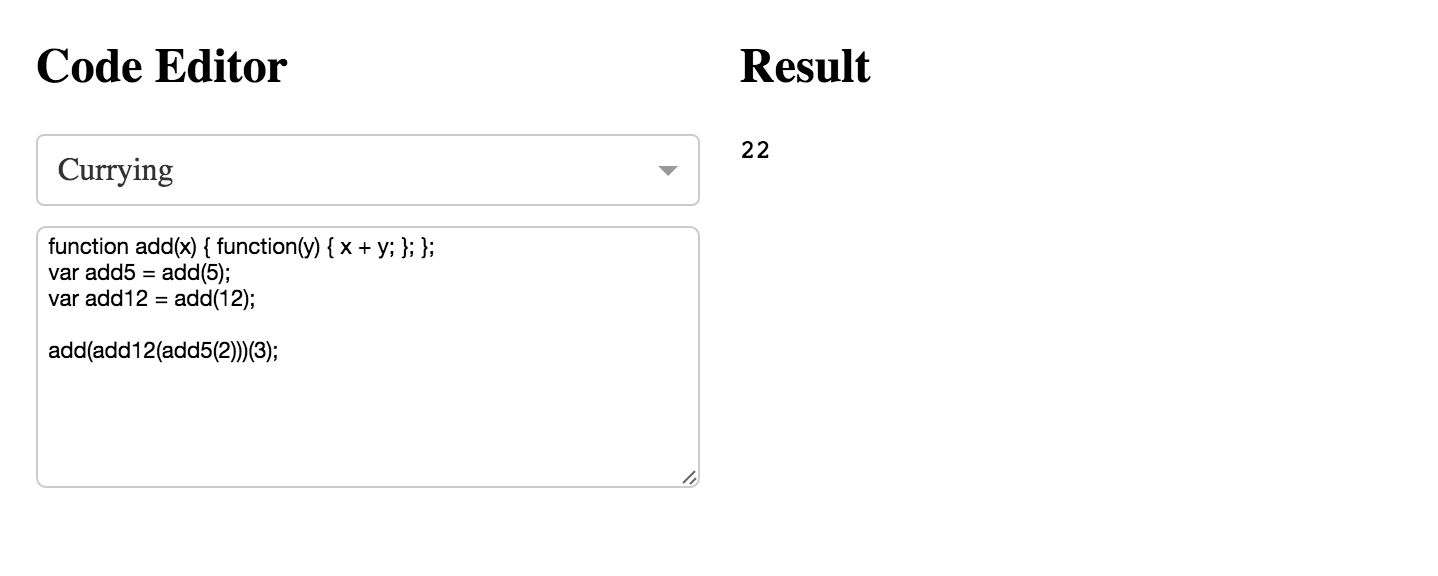 Code Editor
Result
Currying
22
function add(x) { function(y) { x + y; }; };
var add5 = add(5);
var add12 = add(12);
add(add12(add5(2)))(3);